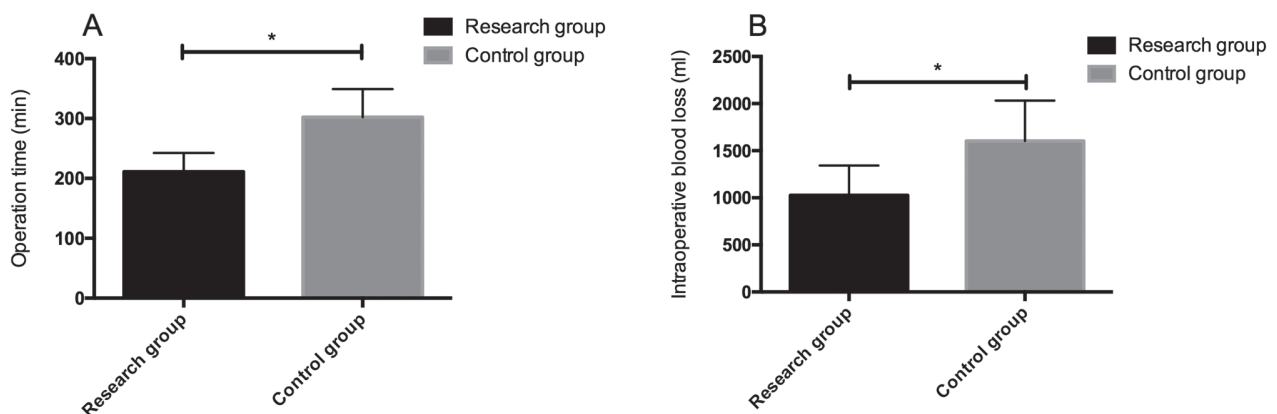 A
*
Research group
Control group
Operation time (min)
400
300
200
100
0
Research group
Control group
B
*
Research group
Control group
Intraoperative blood loss (ml)
2500
2000
1500
1000
500
0
Research group
Control group